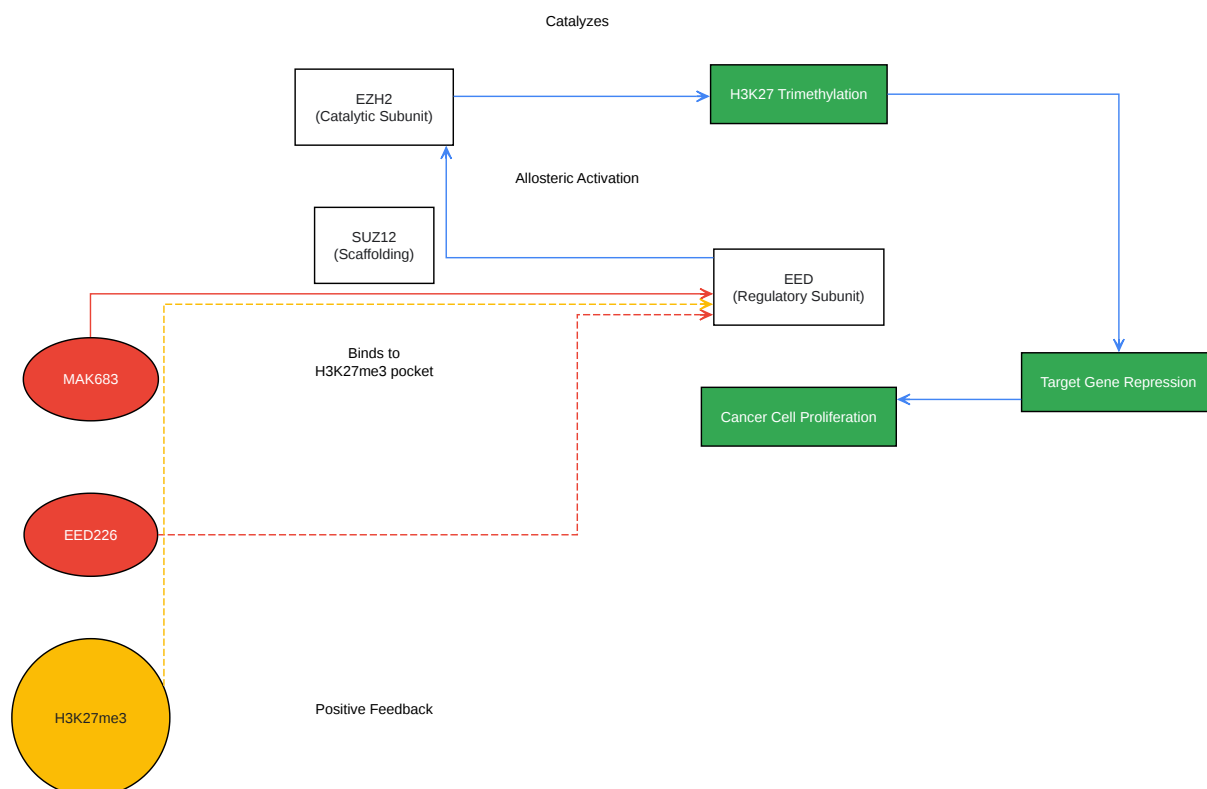 Catalyzes
EZH2
(Catalytic Subunit)
H3K27 Trimethylation
Allosteric Activation
SUZ12
(Scaffolding)
EED
(Regulatory Subunit)
Binds to
H3K27me3 pocket
MAK683
Target Gene Repression
Cancer Cell Proliferation
EED226
Positive Feedback
H3K27me3